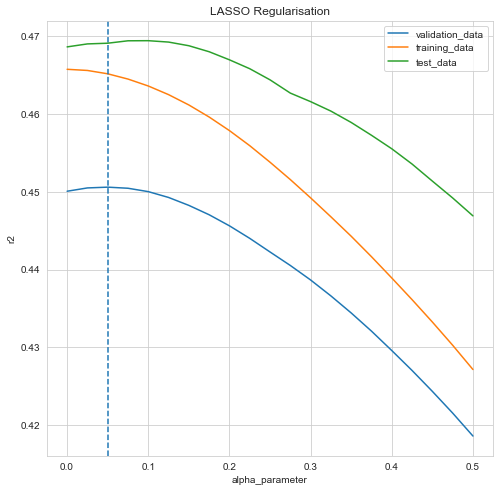 LASSO Regularisation
validation_data
training_data
test_data
0.47
0.46
0.45
0.44
0.43
0.42
r2
0.0 0.1 0.2 0.3 0.4 0.5
alpha_parameter